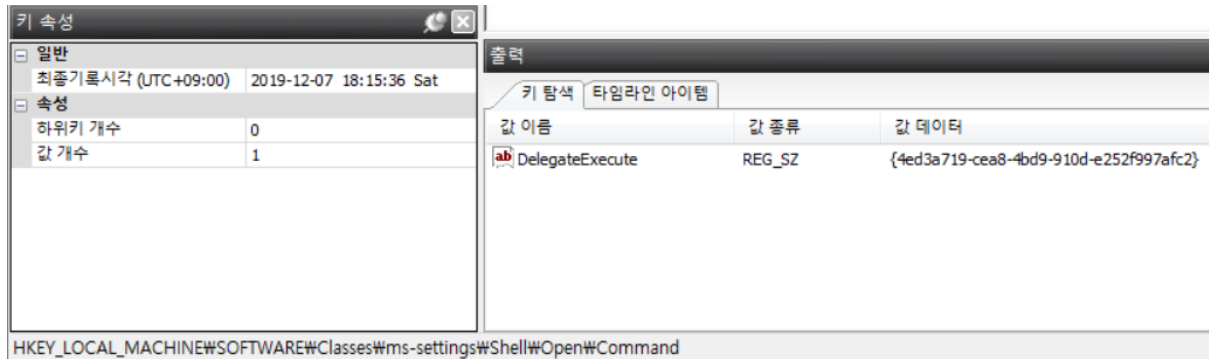 키 속성
일반
최종기록시각 (UTC+09:00) 2019-12-07 18:15:36 Sat
속성
하위키 개수 0
값 개수 1
출력
키 탐색 타임라인 아이템
값 이름 값 종류 값 데이터
ab DelegateExecute REG_SZ {4ed3a719-cea8-4bd9-910d-e252f997afc2}
HKEY_LOCAL_MACHINE₩SOFTWARE₩Classes₩ms-settings₩Shell₩Open₩Command